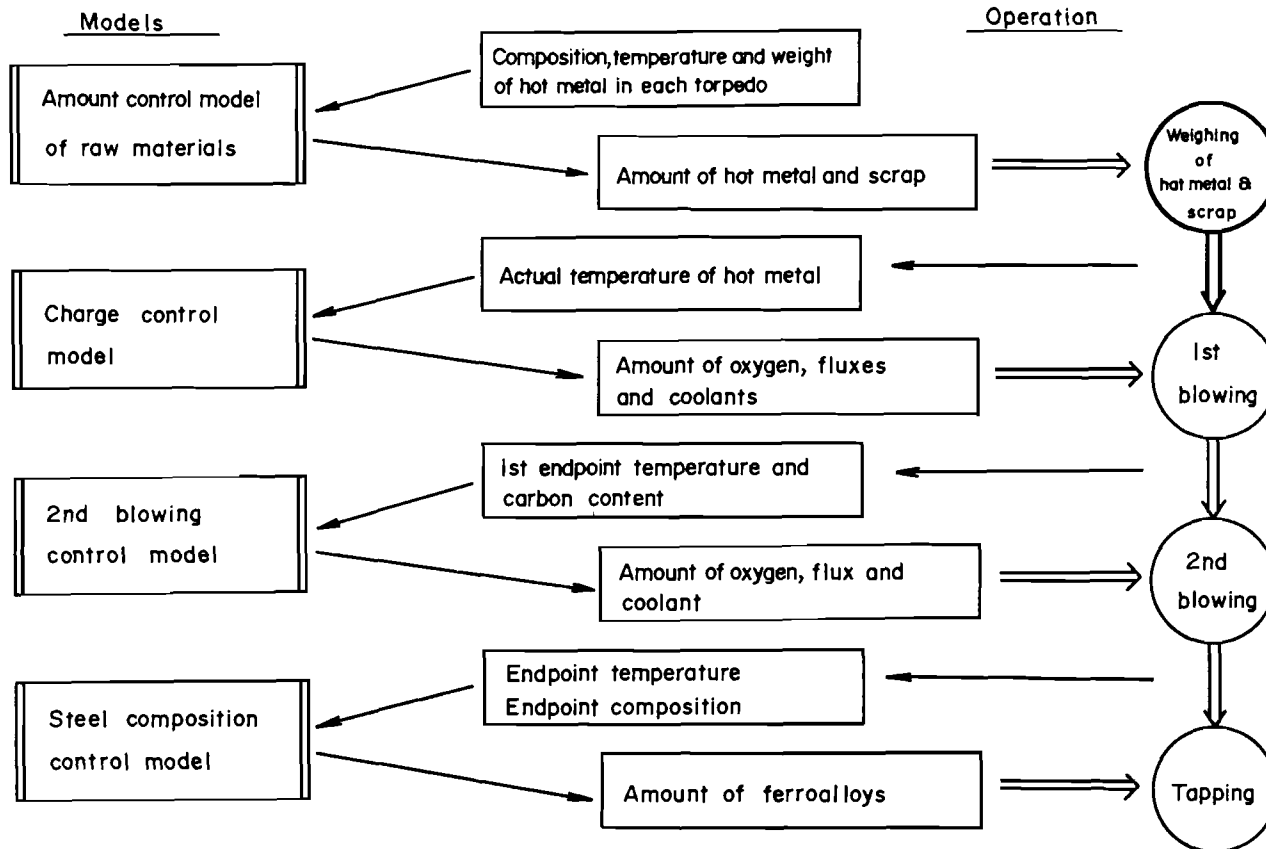 Models
Operation
Composition, temperature and weight
of hot metal in each torpedo
Amount control model
of raw materials
Amount of hot metal and scrap
Weighing
of
hot metal &
scrap
Actual temperature of hot metal
Charge control
model
Amount of oxygen, fluxes
and coolants
1st
blowing
1st endpoint temperature and
carbon content
2nd blowing
control model
Amount of oxygen, flux and
coolant
2nd
blowing
Endpoint temperature
Endpoint composition
Steel composition
control model
Amount of ferroalloys
Tapping